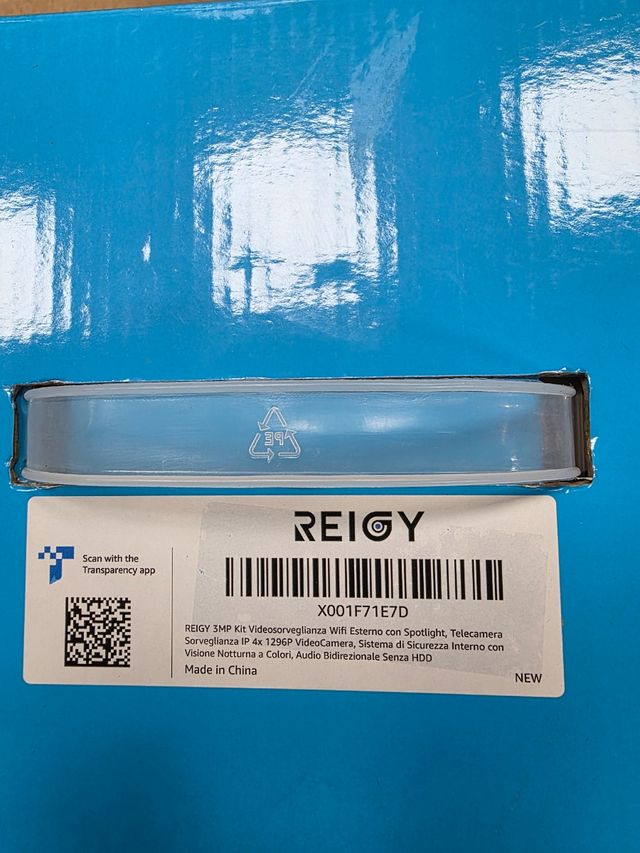 PE
REIGY
Scan with the
Transparency app
X001F71E7D
REIGY 3MP Kit Videosorveglianza Wifi Esterno con Spotlight, Telecamera
Sorveglianza IP 4x 1296P VideoCamera, Sistema di Sicurezza Interno con
Visione Notturna a Colori, Audio Bidirezionale Senza HDD
Made in China
NEW